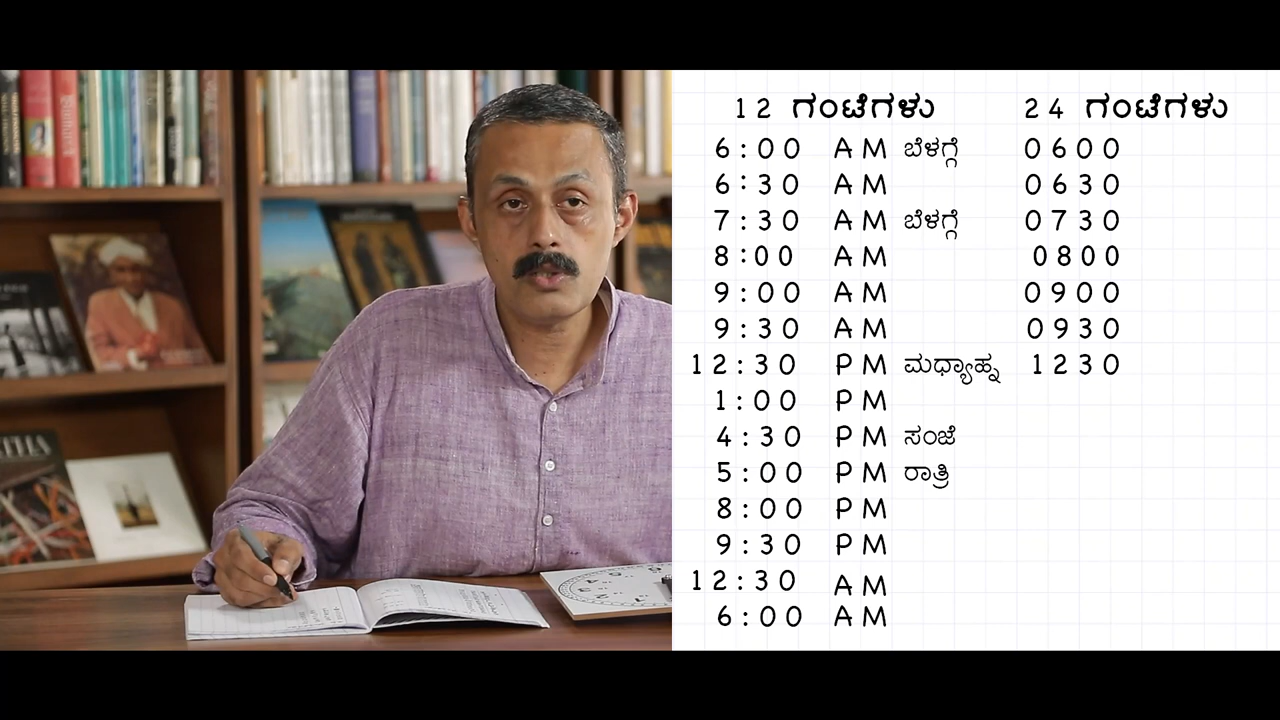 12 ಗಂಟೆಗಳು 24 ಗಂಟೆಗಳು
6:00 AM ಬೆಳಗ್ಗೆ 0600
6:30 AM 0630
7:30 AM ಬೆಳಗ್ಗೆ 0730
8:00 AM 0800
9:00 AM 0900
9:30 AM 0930
12:30 PM ಮಧ್ಯಾಹ್ನ 1230
1:00 PM
4:30 PM ಸಂಜೆ
5:00 PM ರಾತ್ರಿ
8:00 PM
9:30 PM
12:30 AM
6:00 AM